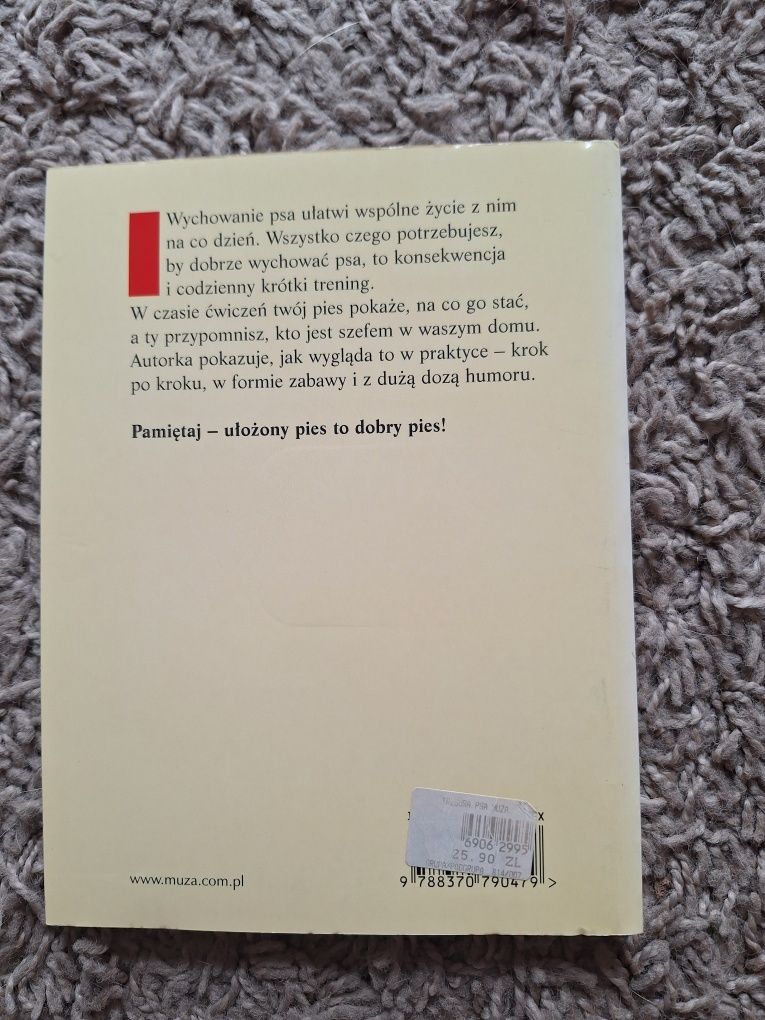 Wychowanie psa ułatwi wspólne życie z nim
na co dzień. Wszystko czego potrzebujesz,
by dobrze wychować psa, to konsekwencja
i codzienny krótki trening.
W czasie ćwiczeń twój pies pokaże, na co go stać,
a ty przypomnisz, kto jest szefem w waszym domu.
Autorka pokazuje, jak wygląda to w praktyce – krok
po kroku, w formie zabawy i z dużą dozą humoru.
Pamiętaj – ułożony pies to dobry pies!
PSA MUZA
6906 2995
25.90 ZŁ
www.muza.com.pl
9 788370 790479 >